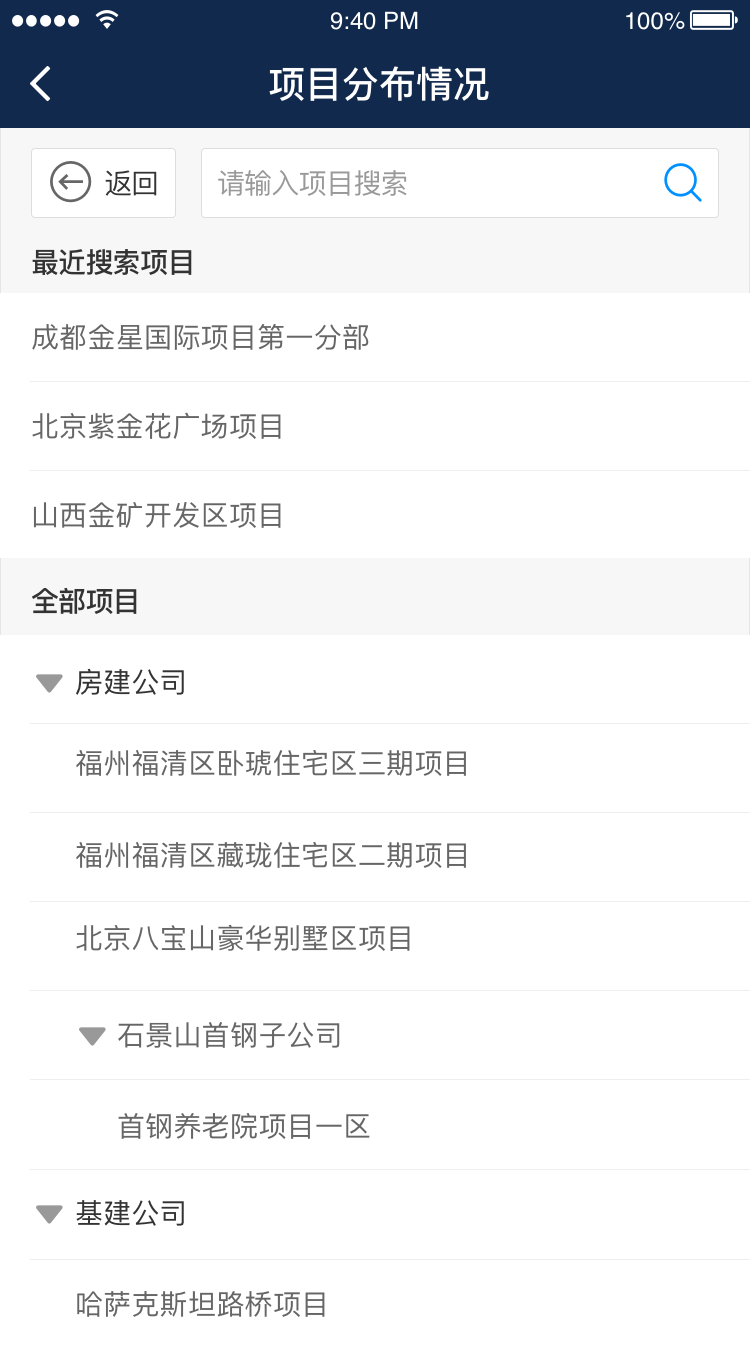 9:40 PM 100%
项目分布情况
返回 请输入项目搜索
最近搜索项目
成都金星国际项目第一分部
北京紫金花广场项目
山西金矿开发区项目
全部项目
房建公司
福州福清区卧琥住宅区三期项目
福州福清区藏珑住宅区二期项目
北京八宝山豪华别墅区项目
石景山首钢子公司
首钢养老院项目一区
基建公司
哈萨克斯坦路桥项目